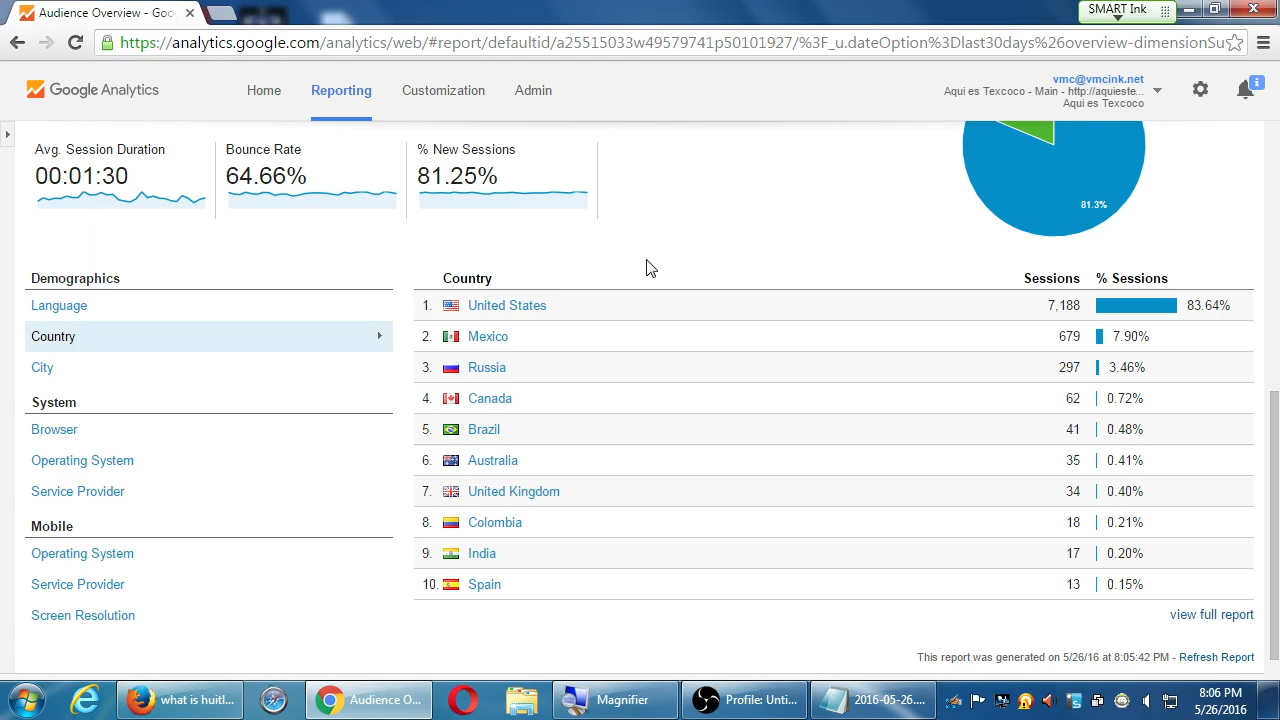 Audience Overview - Goo
SMART Ink
https://analytics.google.com/analytics/web/#report/defaultid/a25515033w49579741p50101927/%3F_u.dateOption%3Dlast30days%26overview-dimensionSu
Google Analytics
Home
Reporting
Customization
Admin
vmc@vmcink.net
Aqui es Texcoco - Main - http://aquieste...
Aqui es Texcoco
i
Avg. Session Duration
00:01:30
Bounce Rate
64.66%
% New Sessions
81.25%
81.3%
Demographics
Language
Country
City
System
Browser
Operating System
Service Provider
Mobile
Operating System
Service Provider
Screen Resolution
Country Sessions % Sessions
1. United States 7,188 83.64%
2. Mexico 679 7.90%
3. Russia 297 3.46%
4. Canada 62 0.72%
5. Brazil 41 0.48%
6. Australia 35 0.41%
7. United Kingdom 34 0.40%
8. Colombia 18 0.21%
9. India 17 0.20%
10. Spain 13 0.15%
view full report
This report was generated on 5/26/16 at 8:05:42 PM - Refresh Report
what is huitl...
Audience O...
Magnifier
Profile: Unti...
2016-05-26....
8:06 PM
5/26/2016